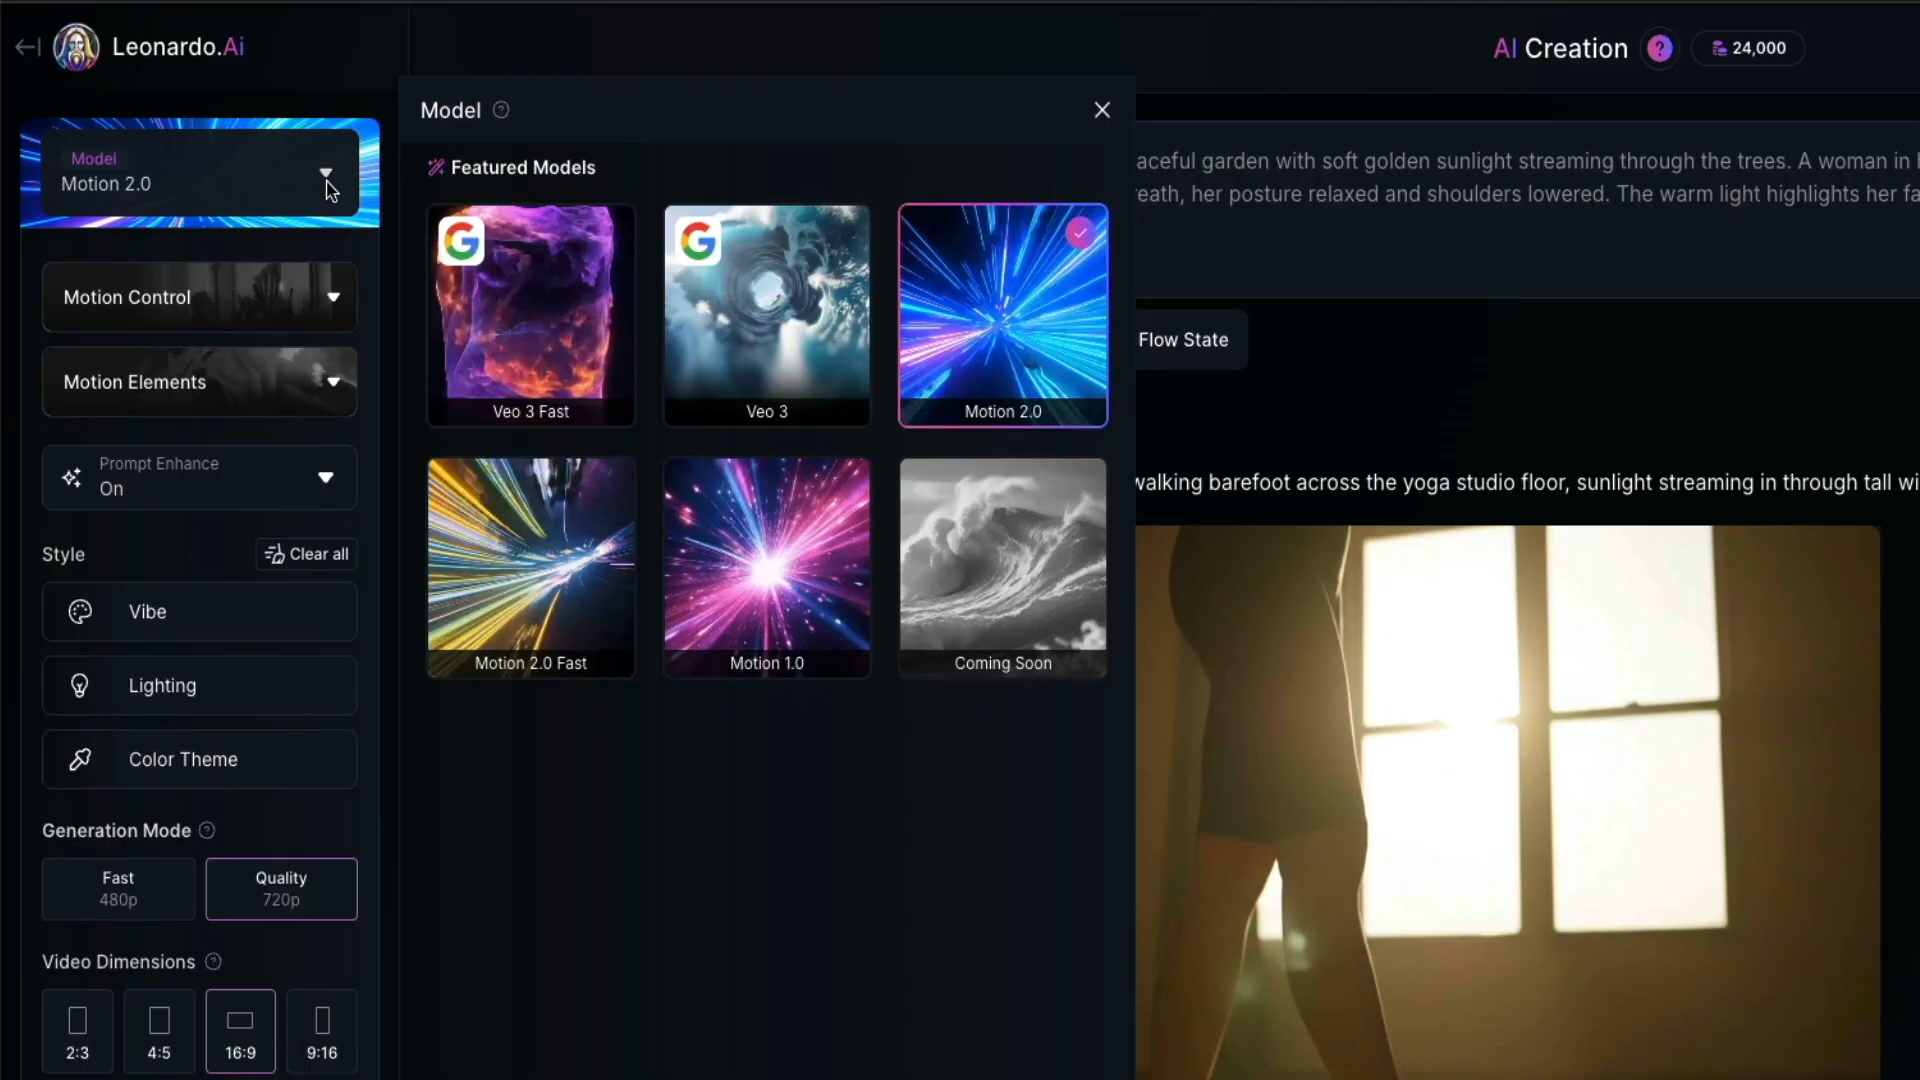 Leonardo.Ai
AI Creation
?
24,000
Model
Motion 2.0
Motion Control
Motion Elements
Prompt Enhance
On
Style
Clear all
Vibe
Lighting
Color Theme
Generation Mode
Fast
480p
Quality
720p
Video Dimensions
2:3
4:5
16:9
9:16
Model
Featured Models
Veo 3 Fast
Veo 3
Motion 2.0
Motion 2.0 Fast
Motion 1.0
Coming Soon
garden with soft golden sunlight streaming through the trees. A woman in
her posture relaxed and shoulders lowered. The warm light highlights her
Flow State
walking barefoot across the yoga studio floor, sunlight streaming in through tall